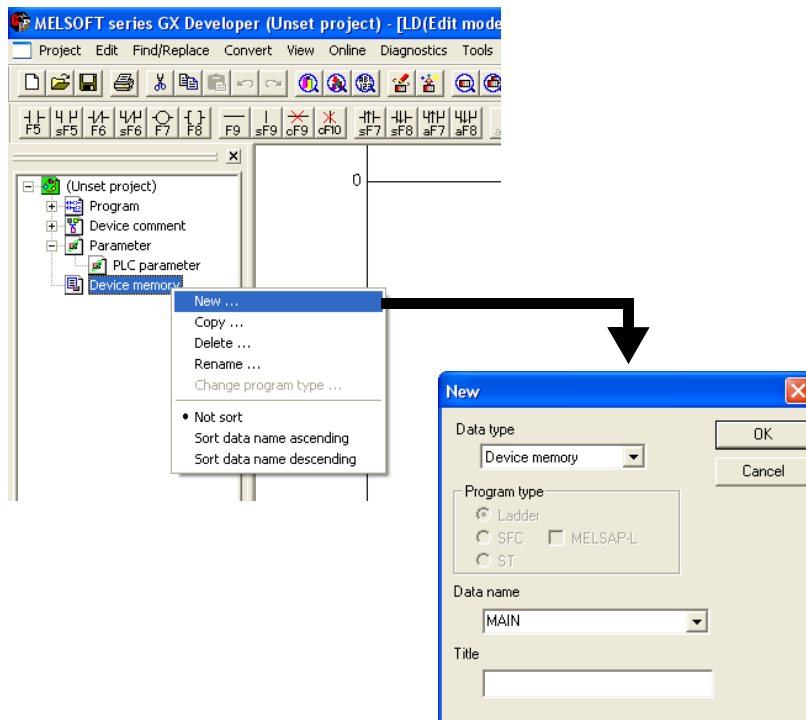 MELSOFT series GX Developer (Unset project) - [LD(Edit mode
Project Edit Find/Replace Convert View Online Diagnostics Tools
F5 sF5 F6 sF6 F7 F8 F9 sF9 cF9 cF10 sF7 sF8 aF7 aF8
(Unset project)
Program
Device comment
Parameter
PLC parameter
Device memory
0
New ...
Copy ...
Delete ...
Rename ...
Change program type ...
Not sort
Sort data name ascending
Sort data name descending
New
Data type
OK
Device memory
Cancel
Program type
Ladder
SFC MELSAP-L
ST
Data name
MAIN
Title